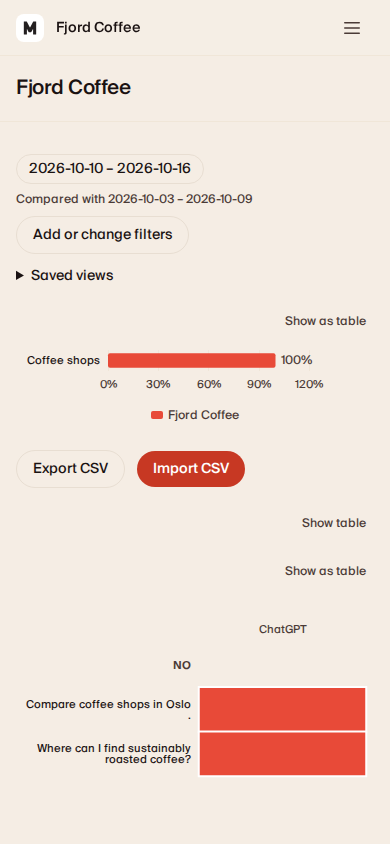 M Fjord Coffee
Fjord Coffee
2026-10-10 – 2026-10-16
Compared with 2026-10-03 – 2026-10-09
Add or change filters
Saved views
Show as table
Coffee shops 100%
0% 30% 60% 90% 120%
Fjord Coffee
Export CSV Import CSV
Show table
Show as table
ChatGPT
NO
Compare coffee shops in Oslo
.
Where can I find sustainably
roasted coffee?